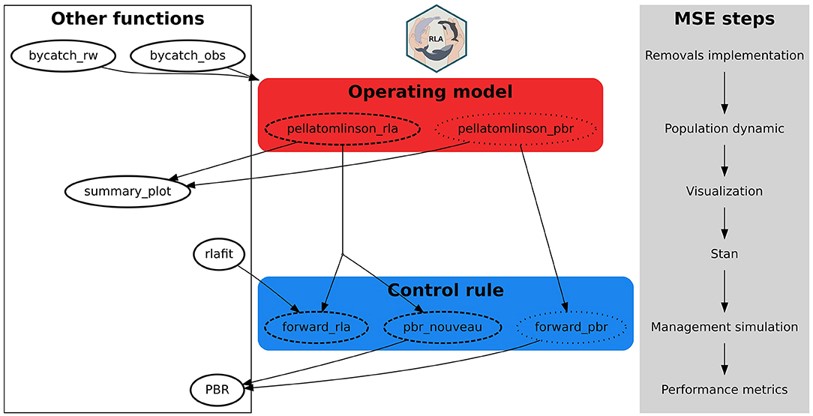 Other functions
MSE steps
RLA
bycatch_rw
bycatch_obs
Removals implementation
Operating model
pellatomlinson_rla
pellatomlinson_pbr
Population dynamic
summary_plot
Visualization
rlafit
Stan
Control rule
forward_rla
pbr_nouveau
forward_pbr
Management simulation
PBR
Performance metrics